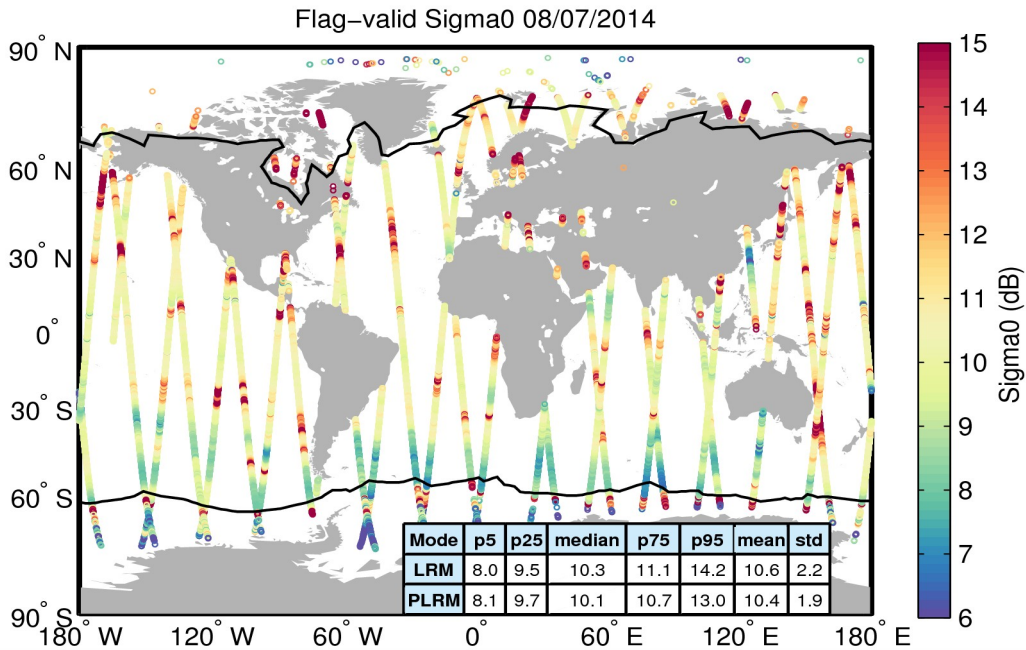 Flag−valid Sigma0 08/07/2014
90° N
60° N
30° N
0°
30° S
60° S
90° S
180° W
120° W
60° W
0°
60° E
120° E
180° E
15
14
13
12
11
10
9
8
7
6
Sigma0 (dB)
Mode p5 p25 median p75 p95 mean std
LRM 8.0 9.5 10.3 11.1 14.2 10.6 2.2
PLRM 8.1 9.7 10.1 10.7 13.0 10.4 1.9